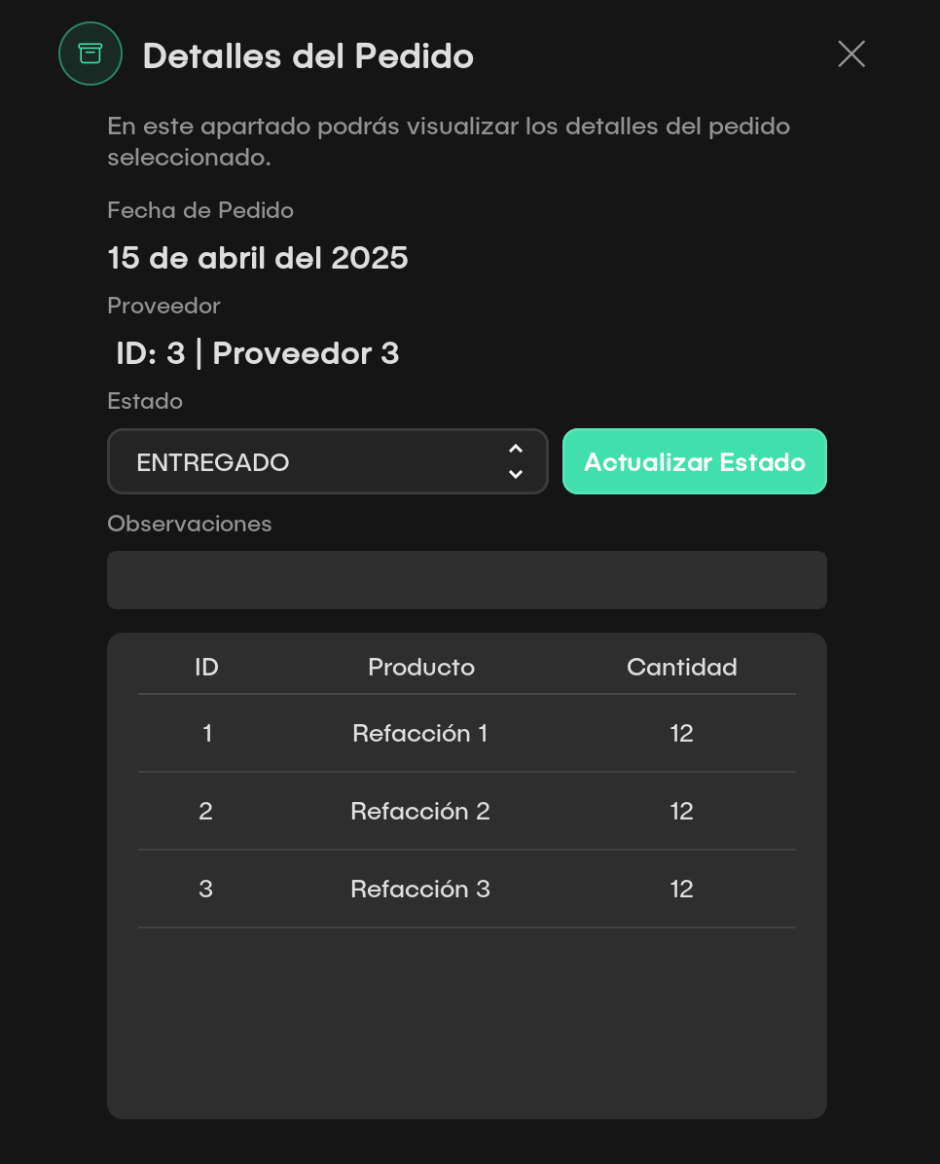 Detalles del Pedido
En este apartado podrás visualizar los detalles del pedido
seleccionado.
Fecha de Pedido
15 de abril del 2025
Proveedor
ID: 3 | Proveedor 3
Estado
ENTREGADO Actualizar Estado
Observaciones
ID Producto Cantidad
1 Refacción 1 12
2 Refacción 2 12
3 Refacción 3 12